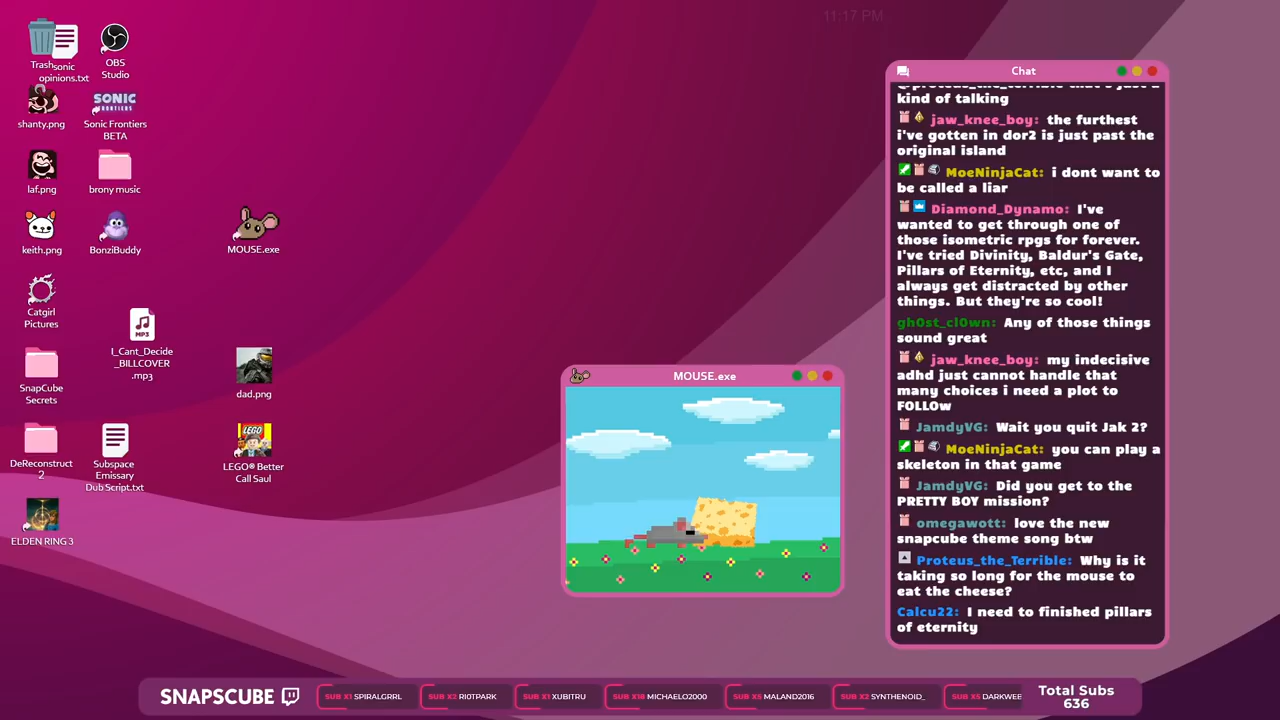 11:17 PM
Trash
sonic
opinions.txt
OBS
Studio
shanty.png
SONIC
FRONTIERS
Sonic Frontiers
BETA
laf.png
brony music
keith.png
BonziBuddy
MOUSE.exe
Catgirl
Pictures
MP3
I_Cant_Decide
_BILLCOVER
.mp3
SnapCube
Secrets
dad.png
DeReconstruct
2
Subspace
Emissary
Dub Script.txt
LEGO
LEGO® Better
Call Saul
ELDEN RING 3
MOUSE.exe
Chat
kind of talking
jaw_knee_boy: the furthest
i've gotten in dor2 is just past the
original island
MoeNinjaCat: i dont want to
be called a liar
Diamond_Dynamo: I've
wanted to get through one of
those isometric rpgs for forever.
I've tried Divinity, Baldur's Gate,
Pillars of Eternity, etc, and I
always get distracted by other
things. But they're so cool!
gh0st_cl0wn: Any of those things
sound great
jaw_knee_boy: my indecisive
adhd just cannot handle that
many choices i need a plot to
FOLLOW
JamdyVG: Wait you quit Jak 2?
MoeNinjaCat: you can play a
skeleton in that game
JamdyVG: Did you get to the
PRETTY BOY mission?
omegawott: love the new
snapcube theme song btw
Proteus_the_Terrible: Why is it
taking so long for the mouse to
eat the cheese?
Calcu22: I need to finished pillars
of eternity
SNAPSCUBE
SUB X1 SPIRALGRRL
SUB X2 RI0TPARK
SUB X1 XUBITRU
SUB X18 MICHAELO2000
SUB X5 MALAND2016
SUB X2 SYNTHENOID_
SUB X5 DARKWEE
Total Subs
636